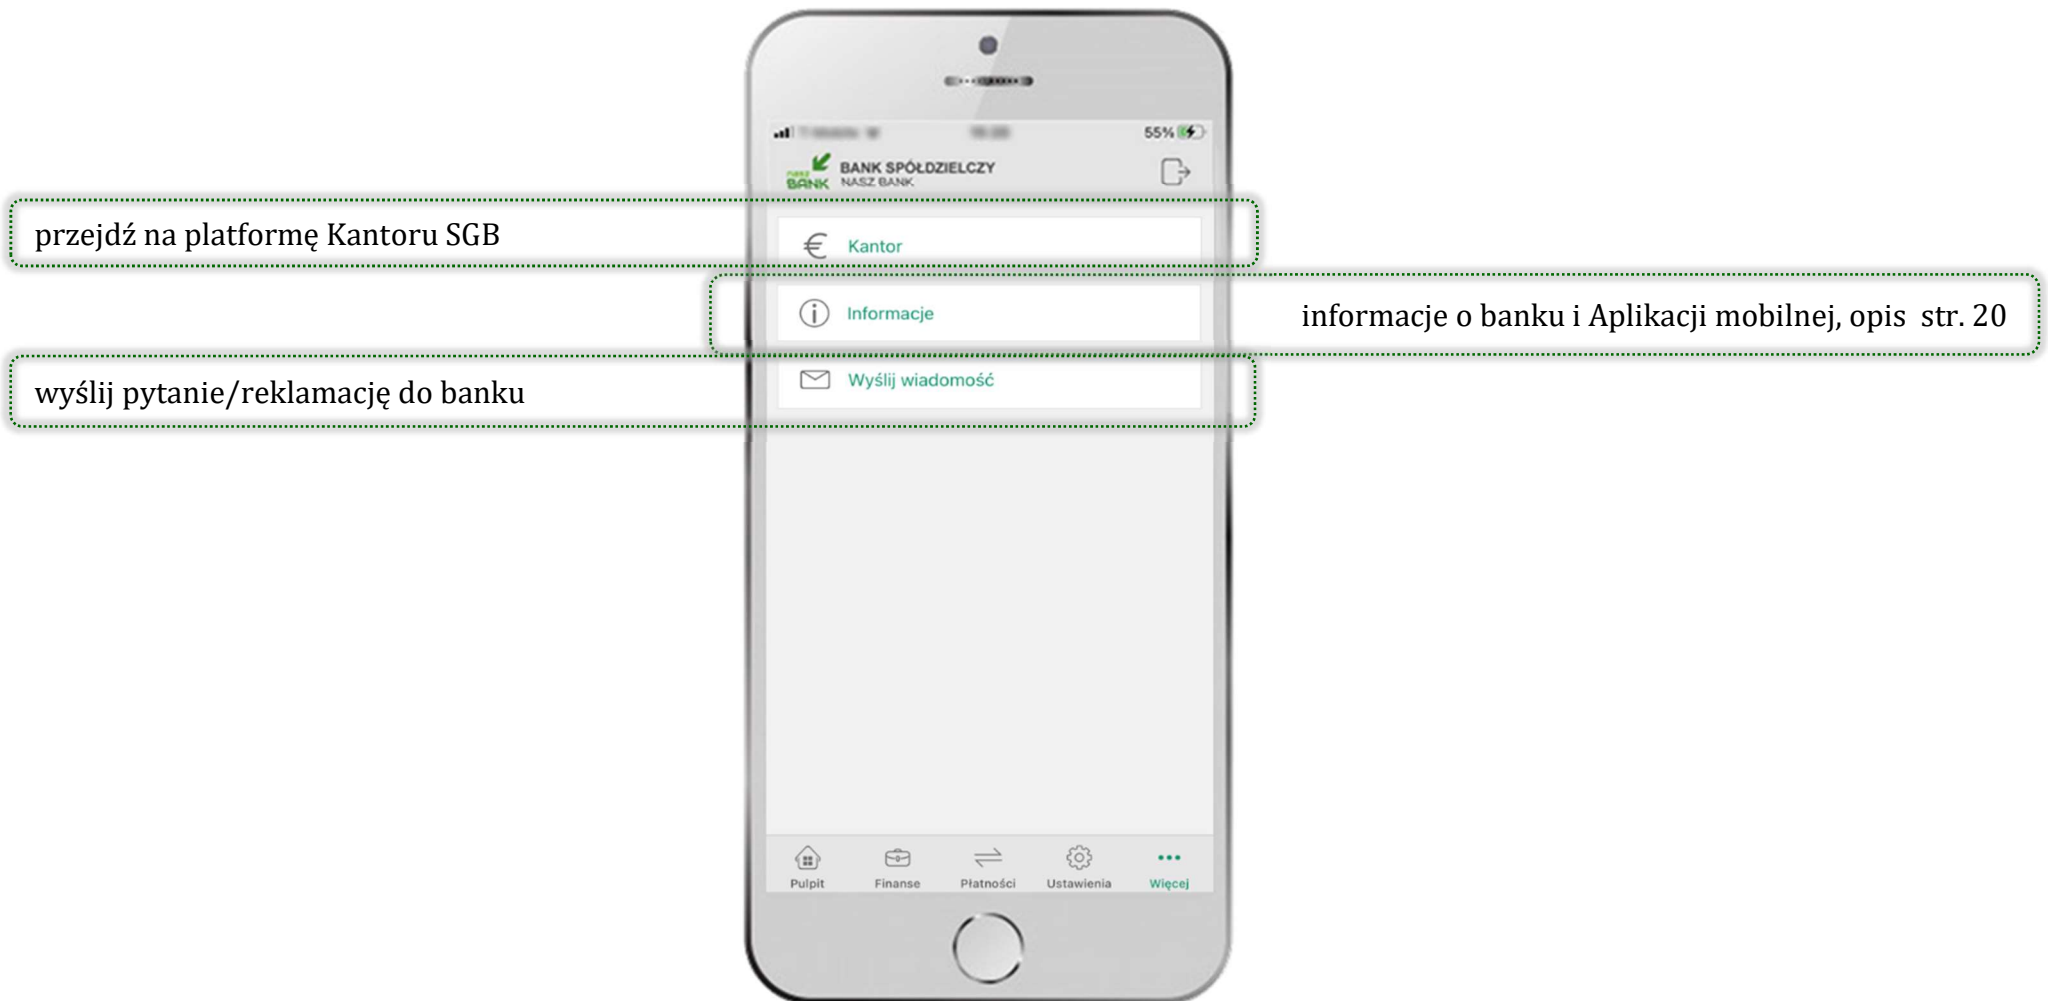 55%
nasz
BANK
BANK SPÓŁDZIELCZY
NASZ BANK
przejdź na platformę Kantoru SGB
Kantor
Informacje
informacje o banku i Aplikacji mobilnej, opis  str. 20
wyślij pytanie/reklamację do banku
Wyślij wiadomość
Pulpit
Finanse
Płatności
Ustawienia
Więcej